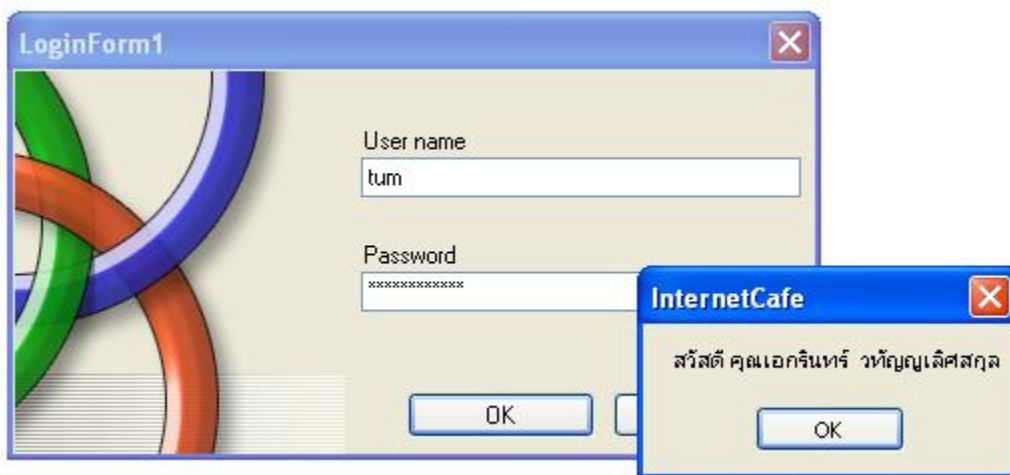 LoginForm1
User name
tum
Password
************
InternetCafe
สวัสดี คุณเอกรินทร์ วทัญญูเลิศสกุล
OK
OK